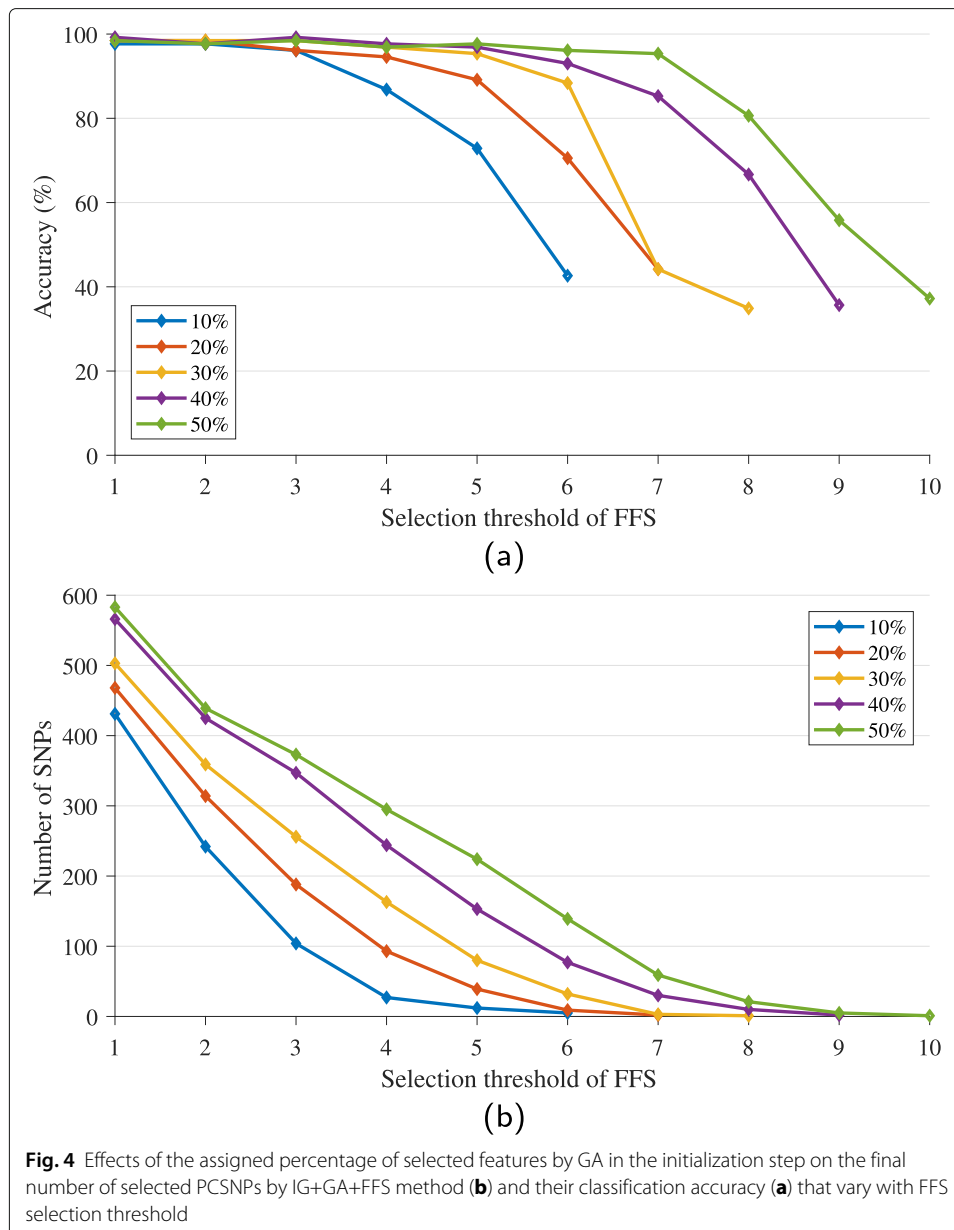 100
80
60
40
20
0
Accuracy (%)
10%
20%
30%
40%
50%
1 2 3 4 5 6 7 8 9 10
Selection threshold of FFS
(a)
600
500
400
300
200
100
0
Number of SNPs
10%
20%
30%
40%
50%
1 2 3 4 5 6 7 8 9 10
Selection threshold of FFS
(b)
Fig. 4 Effects of the assigned percentage of selected features by GA in the initialization step on the final
number of selected PCSNPs by IG+GA+FFS method (b) and their classification accuracy (a) that vary with FFS
selection threshold